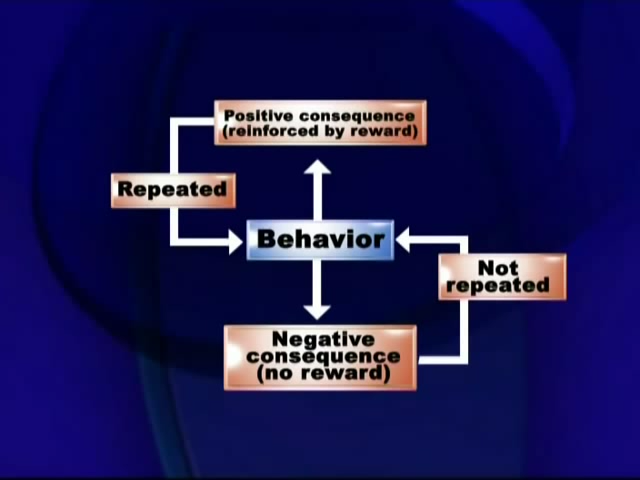 Positive consequence
(reinforced by reward)
Repeated
Behavior
Not
repeated
Negative
consequence
(no reward)